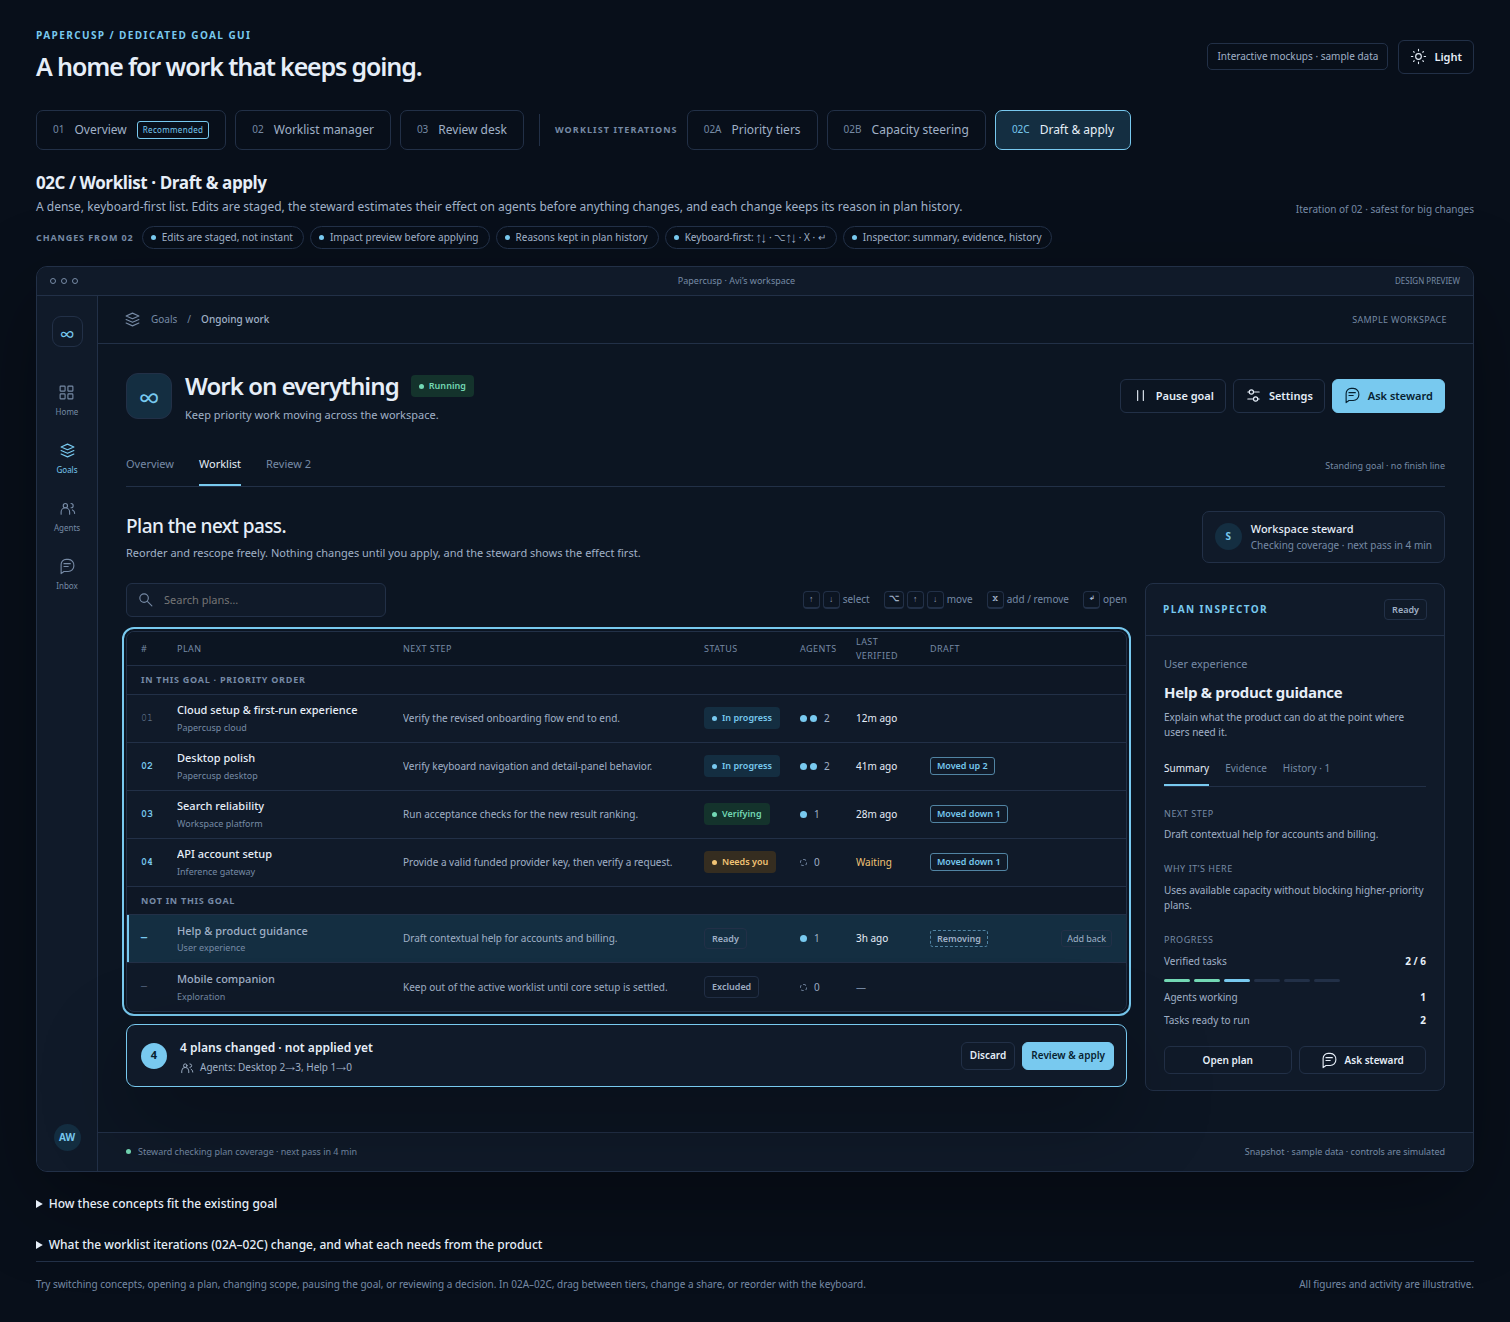 PAPERCUSP / DEDICATED GOAL GUI
A home for work that keeps going.
Interactive mockups · sample data
Light
01 Overview Recommended
02 Worklist manager
03 Review desk
WORKLIST ITERATIONS
02A Priority tiers
02B Capacity steering
02C Draft & apply
02C / Worklist · Draft & apply
A dense, keyboard-first list. Edits are staged, the steward estimates their effect on agents before anything changes, and each change keeps its reason in plan history.
Iteration of 02 · safest for big changes
CHANGES FROM 02
Edits are staged, not instant
Impact preview before applying
Reasons kept in plan history
Keyboard-first: ↑↓ · ⌥↑↓ · X · ↵
Inspector: summary, evidence, history
Papercusp · Avi's workspace
DESIGN PREVIEW
∞
Home
Goals
Agents
Inbox
AW
Goals / Ongoing work
SAMPLE WORKSPACE
∞
Work on everything
Running
Keep priority work moving across the workspace.
Pause goal
Settings
Ask steward
Overview
Worklist
Review 2
Standing goal · no finish line
Plan the next pass.
Reorder and rescope freely. Nothing changes until you apply, and the steward shows the effect first.
S
Workspace steward
Checking coverage · next pass in 4 min
Search plans...
↑ ↓ select
⌥ ↑ ↓ move
X add / remove
↵ open
# PLAN NEXT STEP STATUS AGENTS LAST VERIFIED DRAFT
IN THIS GOAL · PRIORITY ORDER
01 Cloud setup & first-run experience
Papercusp cloud
Verify the revised onboarding flow end to end.
In progress
2
12m ago
02 Desktop polish
Papercusp desktop
Verify keyboard navigation and detail-panel behavior.
In progress
2
41m ago
Moved up 2
03 Search reliability
Workspace platform
Run acceptance checks for the new result ranking.
Verifying
1
28m ago
Moved down 1
04 API account setup
Inference gateway
Provide a valid funded provider key, then verify a request.
Needs you
0
Waiting
Moved down 1
NOT IN THIS GOAL
— Help & product guidance
User experience
Draft contextual help for accounts and billing.
Ready
1
3h ago
Removing
Add back
— Mobile companion
Exploration
Keep out of the active worklist until core setup is settled.
Excluded
0
—
4
4 plans changed · not applied yet
Agents: Desktop 2→3, Help 1→0
Discard
Review & apply
PLAN INSPECTOR
Ready
User experience
Help & product guidance
Explain what the product can do at the point where
users need it.
Summary
Evidence
History · 1
NEXT STEP
Draft contextual help for accounts and billing.
WHY IT'S HERE
Uses available capacity without blocking higher-priority
plans.
PROGRESS
Verified tasks 2 / 6
Agents working 1
Tasks ready to run 2
Open plan
Ask steward
Steward checking plan coverage · next pass in 4 min
Snapshot · sample data · controls are simulated
How these concepts fit the existing goal
What the worklist iterations (02A–02C) change, and what each needs from the product
Try switching concepts, opening a plan, changing scope, pausing the goal, or reviewing a decision. In 02A–02C, drag between tiers, change a share, or reorder with the keyboard.
All figures and activity are illustrative.